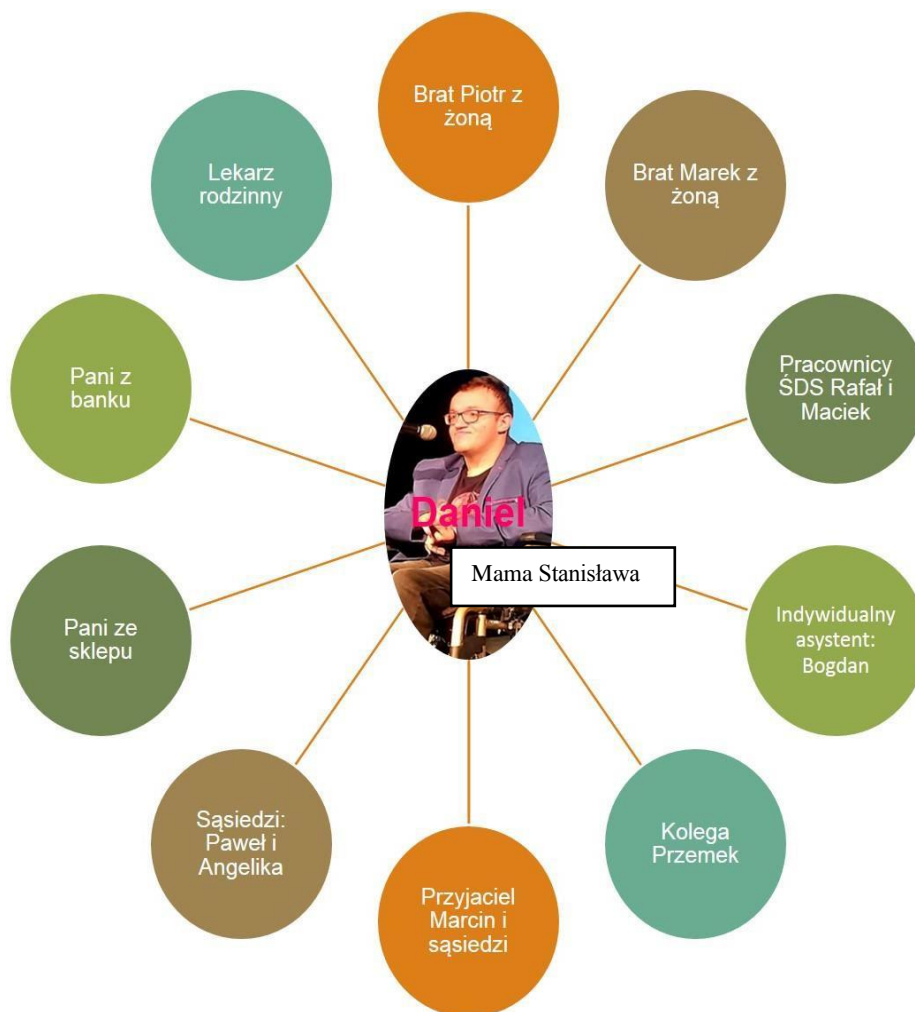 Brat Piotr z
żoną
Brat Marek z
żoną
Pracownicy
ŚDS Rafał i
Maciek
Indywidualny
asystent:
Bogdan
Kolega
Przemek
Przyjaciel
Marcin i
sąsiedzi
Sąsiedzi:
Paweł i
Angelika
Pani ze
sklepu
Pani z
banku
Lekarz
rodzinny
Daniel
Mama Stanisława